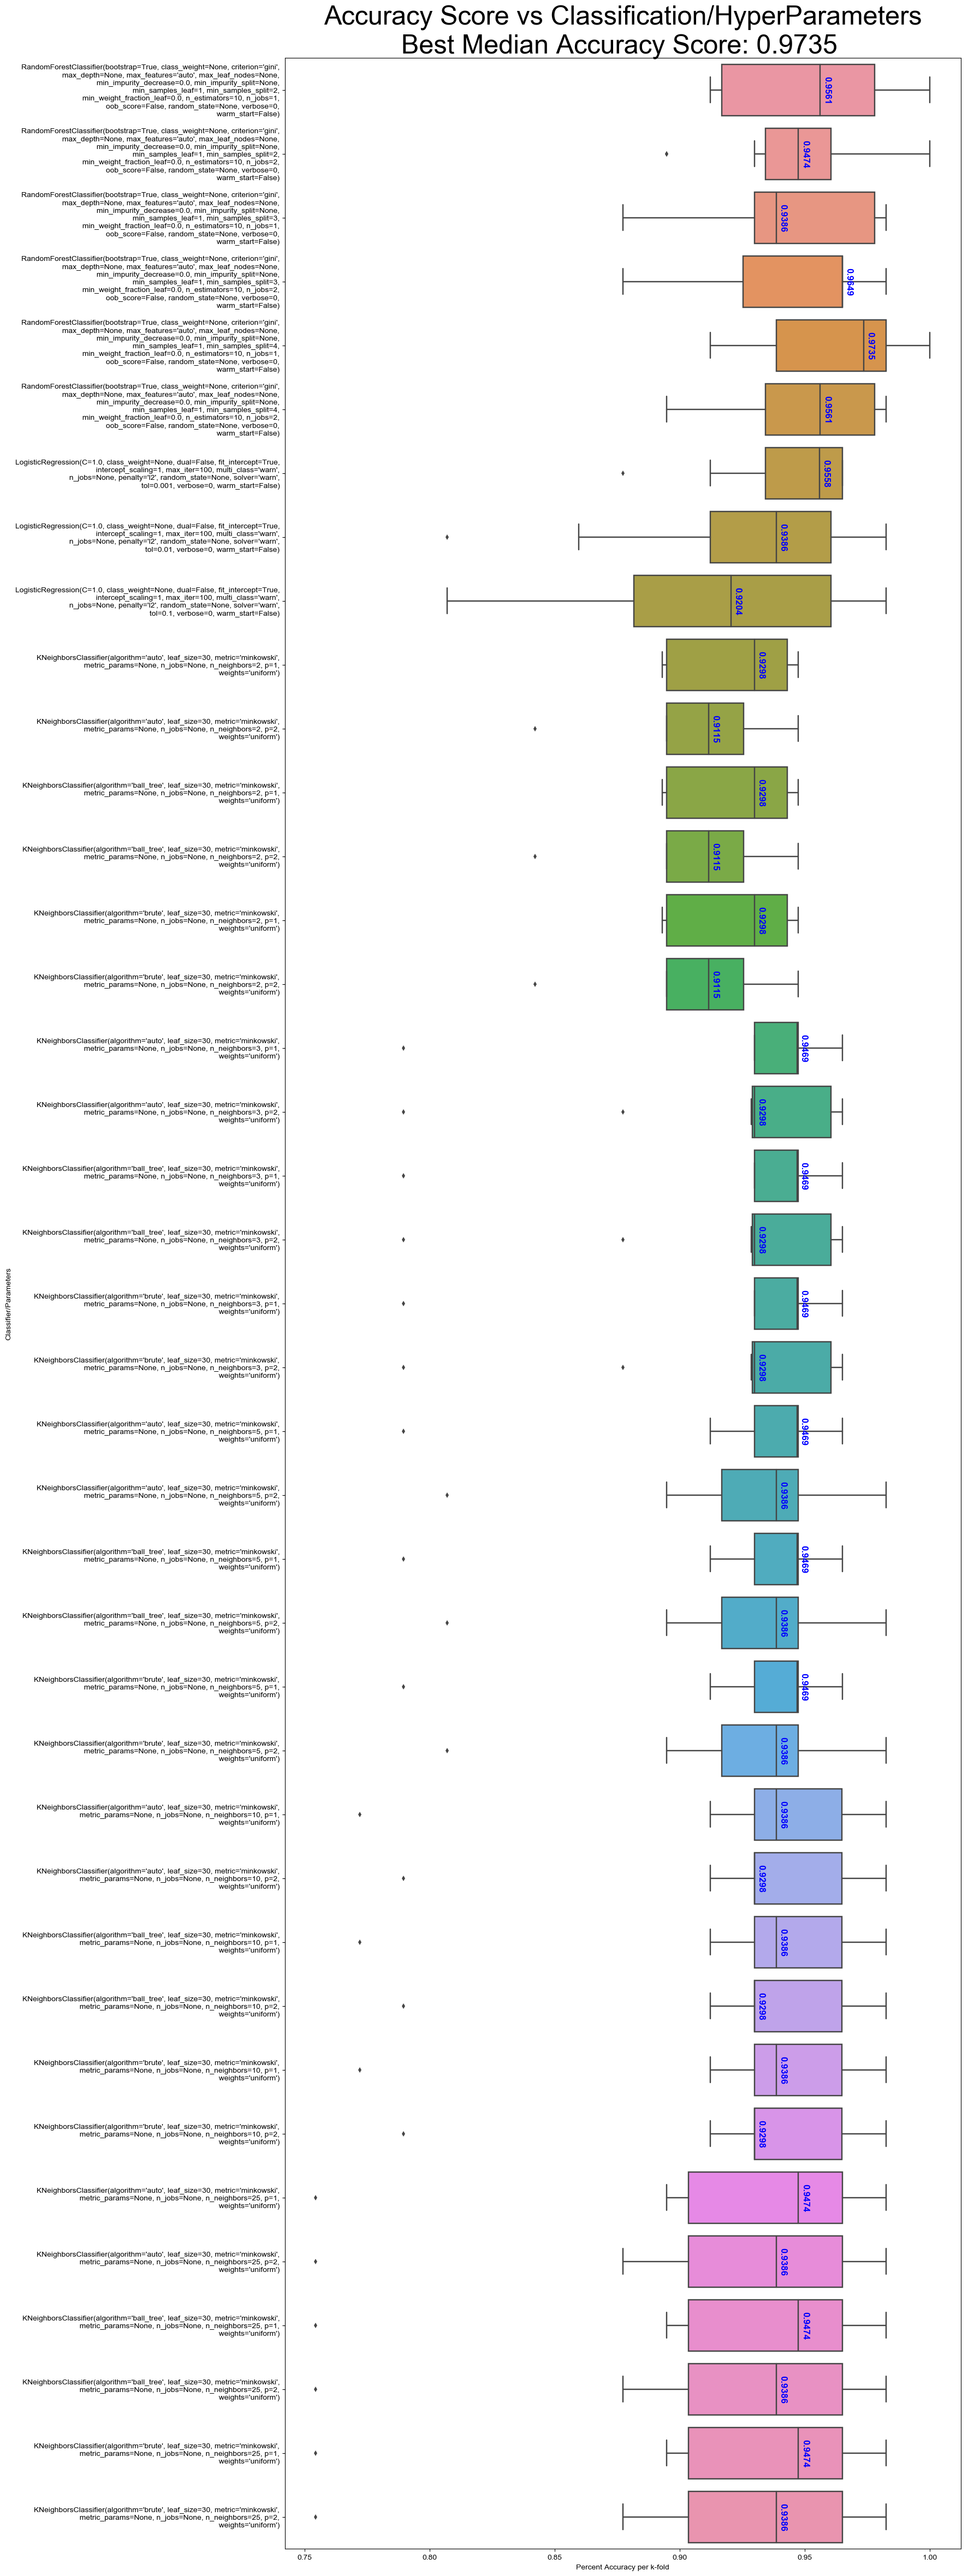 Accuracy Score vs Classification/HyperParameters
Best Median Accuracy Score: 0.9735
RandomForestClassifier(bootstrap=True, class_weight=None, criterion='gini',
max_depth=None, max_features='auto', max_leaf_nodes=None,
min_impurity_decrease=0.0, min_impurity_split=None,
min_samples_leaf=1, min_samples_split=2,
min_weight_fraction_leaf=0.0, n_estimators=10, n_jobs=1,
oob_score=False, random_state=None, verbose=0,
warm_start=False)
0.9561
RandomForestClassifier(bootstrap=True, class_weight=None, criterion='gini',
max_depth=None, max_features='auto', max_leaf_nodes=None,
min_impurity_decrease=0.0, min_impurity_split=None,
min_samples_leaf=1, min_samples_split=2,
min_weight_fraction_leaf=0.0, n_estimators=10, n_jobs=2,
oob_score=False, random_state=None, verbose=0,
warm_start=False)
0.9474
RandomForestClassifier(bootstrap=True, class_weight=None, criterion='gini',
max_depth=None, max_features='auto', max_leaf_nodes=None,
min_impurity_decrease=0.0, min_impurity_split=None,
min_samples_leaf=1, min_samples_split=3,
min_weight_fraction_leaf=0.0, n_estimators=10, n_jobs=1,
oob_score=False, random_state=None, verbose=0,
warm_start=False)
0.9386
RandomForestClassifier(bootstrap=True, class_weight=None, criterion='gini',
max_depth=None, max_features='auto', max_leaf_nodes=None,
min_impurity_decrease=0.0, min_impurity_split=None,
min_samples_leaf=1, min_samples_split=3,
min_weight_fraction_leaf=0.0, n_estimators=10, n_jobs=2,
oob_score=False, random_state=None, verbose=0,
warm_start=False)
0.9649
RandomForestClassifier(bootstrap=True, class_weight=None, criterion='gini',
max_depth=None, max_features='auto', max_leaf_nodes=None,
min_impurity_decrease=0.0, min_impurity_split=None,
min_samples_leaf=1, min_samples_split=4,
min_weight_fraction_leaf=0.0, n_estimators=10, n_jobs=1,
oob_score=False, random_state=None, verbose=0,
warm_start=False)
0.9735
RandomForestClassifier(bootstrap=True, class_weight=None, criterion='gini',
max_depth=None, max_features='auto', max_leaf_nodes=None,
min_impurity_decrease=0.0, min_impurity_split=None,
min_samples_leaf=1, min_samples_split=4,
min_weight_fraction_leaf=0.0, n_estimators=10, n_jobs=2,
oob_score=False, random_state=None, verbose=0,
warm_start=False)
0.9561
LogisticRegression(C=1.0, class_weight=None, dual=False, fit_intercept=True,
intercept_scaling=1, max_iter=100, multi_class='warn',
n_jobs=None, penalty='l2', random_state=None, solver='warn',
tol=0.001, verbose=0, warm_start=False)
0.9558
LogisticRegression(C=1.0, class_weight=None, dual=False, fit_intercept=True,
intercept_scaling=1, max_iter=100, multi_class='warn',
n_jobs=None, penalty='l2', random_state=None, solver='warn',
tol=0.01, verbose=0, warm_start=False)
0.9386
LogisticRegression(C=1.0, class_weight=None, dual=False, fit_intercept=True,
intercept_scaling=1, max_iter=100, multi_class='warn',
n_jobs=None, penalty='l2', random_state=None, solver='warn',
tol=0.1, verbose=0, warm_start=False)
0.9204
KNeighborsClassifier(algorithm='auto', leaf_size=30, metric='minkowski',
metric_params=None, n_jobs=None, n_neighbors=2, p=1,
weights='uniform')
0.9298
KNeighborsClassifier(algorithm='auto', leaf_size=30, metric='minkowski',
metric_params=None, n_jobs=None, n_neighbors=2, p=2,
weights='uniform')
0.9115
KNeighborsClassifier(algorithm='ball_tree', leaf_size=30, metric='minkowski',
metric_params=None, n_jobs=None, n_neighbors=2, p=1,
weights='uniform')
0.9298
KNeighborsClassifier(algorithm='ball_tree', leaf_size=30, metric='minkowski',
metric_params=None, n_jobs=None, n_neighbors=2, p=2,
weights='uniform')
0.9115
KNeighborsClassifier(algorithm='brute', leaf_size=30, metric='minkowski',
metric_params=None, n_jobs=None, n_neighbors=2, p=1,
weights='uniform')
0.9298
KNeighborsClassifier(algorithm='brute', leaf_size=30, metric='minkowski',
metric_params=None, n_jobs=None, n_neighbors=2, p=2,
weights='uniform')
0.9115
KNeighborsClassifier(algorithm='auto', leaf_size=30, metric='minkowski',
metric_params=None, n_jobs=None, n_neighbors=3, p=1,
weights='uniform')
0.9469
KNeighborsClassifier(algorithm='auto', leaf_size=30, metric='minkowski',
metric_params=None, n_jobs=None, n_neighbors=3, p=2,
weights='uniform')
0.9298
KNeighborsClassifier(algorithm='ball_tree', leaf_size=30, metric='minkowski',
metric_params=None, n_jobs=None, n_neighbors=3, p=1,
weights='uniform')
0.9469
KNeighborsClassifier(algorithm='ball_tree', leaf_size=30, metric='minkowski',
metric_params=None, n_jobs=None, n_neighbors=3, p=2,
weights='uniform')
0.9298
Classifier/Parameters
KNeighborsClassifier(algorithm='brute', leaf_size=30, metric='minkowski',
metric_params=None, n_jobs=None, n_neighbors=3, p=1,
weights='uniform')
0.9469
KNeighborsClassifier(algorithm='brute', leaf_size=30, metric='minkowski',
metric_params=None, n_jobs=None, n_neighbors=3, p=2,
weights='uniform')
0.9298
KNeighborsClassifier(algorithm='auto', leaf_size=30, metric='minkowski',
metric_params=None, n_jobs=None, n_neighbors=5, p=1,
weights='uniform')
0.9469
KNeighborsClassifier(algorithm='auto', leaf_size=30, metric='minkowski',
metric_params=None, n_jobs=None, n_neighbors=5, p=2,
weights='uniform')
0.9386
KNeighborsClassifier(algorithm='ball_tree', leaf_size=30, metric='minkowski',
metric_params=None, n_jobs=None, n_neighbors=5, p=1,
weights='uniform')
0.9469
KNeighborsClassifier(algorithm='ball_tree', leaf_size=30, metric='minkowski',
metric_params=None, n_jobs=None, n_neighbors=5, p=2,
weights='uniform')
0.9386
KNeighborsClassifier(algorithm='brute', leaf_size=30, metric='minkowski',
metric_params=None, n_jobs=None, n_neighbors=5, p=1,
weights='uniform')
0.9469
KNeighborsClassifier(algorithm='brute', leaf_size=30, metric='minkowski',
metric_params=None, n_jobs=None, n_neighbors=5, p=2,
weights='uniform')
0.9386
KNeighborsClassifier(algorithm='auto', leaf_size=30, metric='minkowski',
metric_params=None, n_jobs=None, n_neighbors=10, p=1,
weights='uniform')
0.9386
KNeighborsClassifier(algorithm='auto', leaf_size=30, metric='minkowski',
metric_params=None, n_jobs=None, n_neighbors=10, p=2,
weights='uniform')
0.9298
KNeighborsClassifier(algorithm='ball_tree', leaf_size=30, metric='minkowski',
metric_params=None, n_jobs=None, n_neighbors=10, p=1,
weights='uniform')
0.9386
KNeighborsClassifier(algorithm='ball_tree', leaf_size=30, metric='minkowski',
metric_params=None, n_jobs=None, n_neighbors=10, p=2,
weights='uniform')
0.9298
KNeighborsClassifier(algorithm='brute', leaf_size=30, metric='minkowski',
metric_params=None, n_jobs=None, n_neighbors=10, p=1,
weights='uniform')
0.9386
KNeighborsClassifier(algorithm='brute', leaf_size=30, metric='minkowski',
metric_params=None, n_jobs=None, n_neighbors=10, p=2,
weights='uniform')
0.9298
KNeighborsClassifier(algorithm='auto', leaf_size=30, metric='minkowski',
metric_params=None, n_jobs=None, n_neighbors=25, p=1,
weights='uniform')
0.9474
KNeighborsClassifier(algorithm='auto', leaf_size=30, metric='minkowski',
metric_params=None, n_jobs=None, n_neighbors=25, p=2,
weights='uniform')
0.9386
KNeighborsClassifier(algorithm='ball_tree', leaf_size=30, metric='minkowski',
metric_params=None, n_jobs=None, n_neighbors=25, p=1,
weights='uniform')
0.9474
KNeighborsClassifier(algorithm='ball_tree', leaf_size=30, metric='minkowski',
metric_params=None, n_jobs=None, n_neighbors=25, p=2,
weights='uniform')
0.9386
KNeighborsClassifier(algorithm='brute', leaf_size=30, metric='minkowski',
metric_params=None, n_jobs=None, n_neighbors=25, p=1,
weights='uniform')
0.9474
KNeighborsClassifier(algorithm='brute', leaf_size=30, metric='minkowski',
metric_params=None, n_jobs=None, n_neighbors=25, p=2,
weights='uniform')
0.9386
0.75 0.80 0.85 0.90 0.95 1.00
Percent Accuracy per k-fold